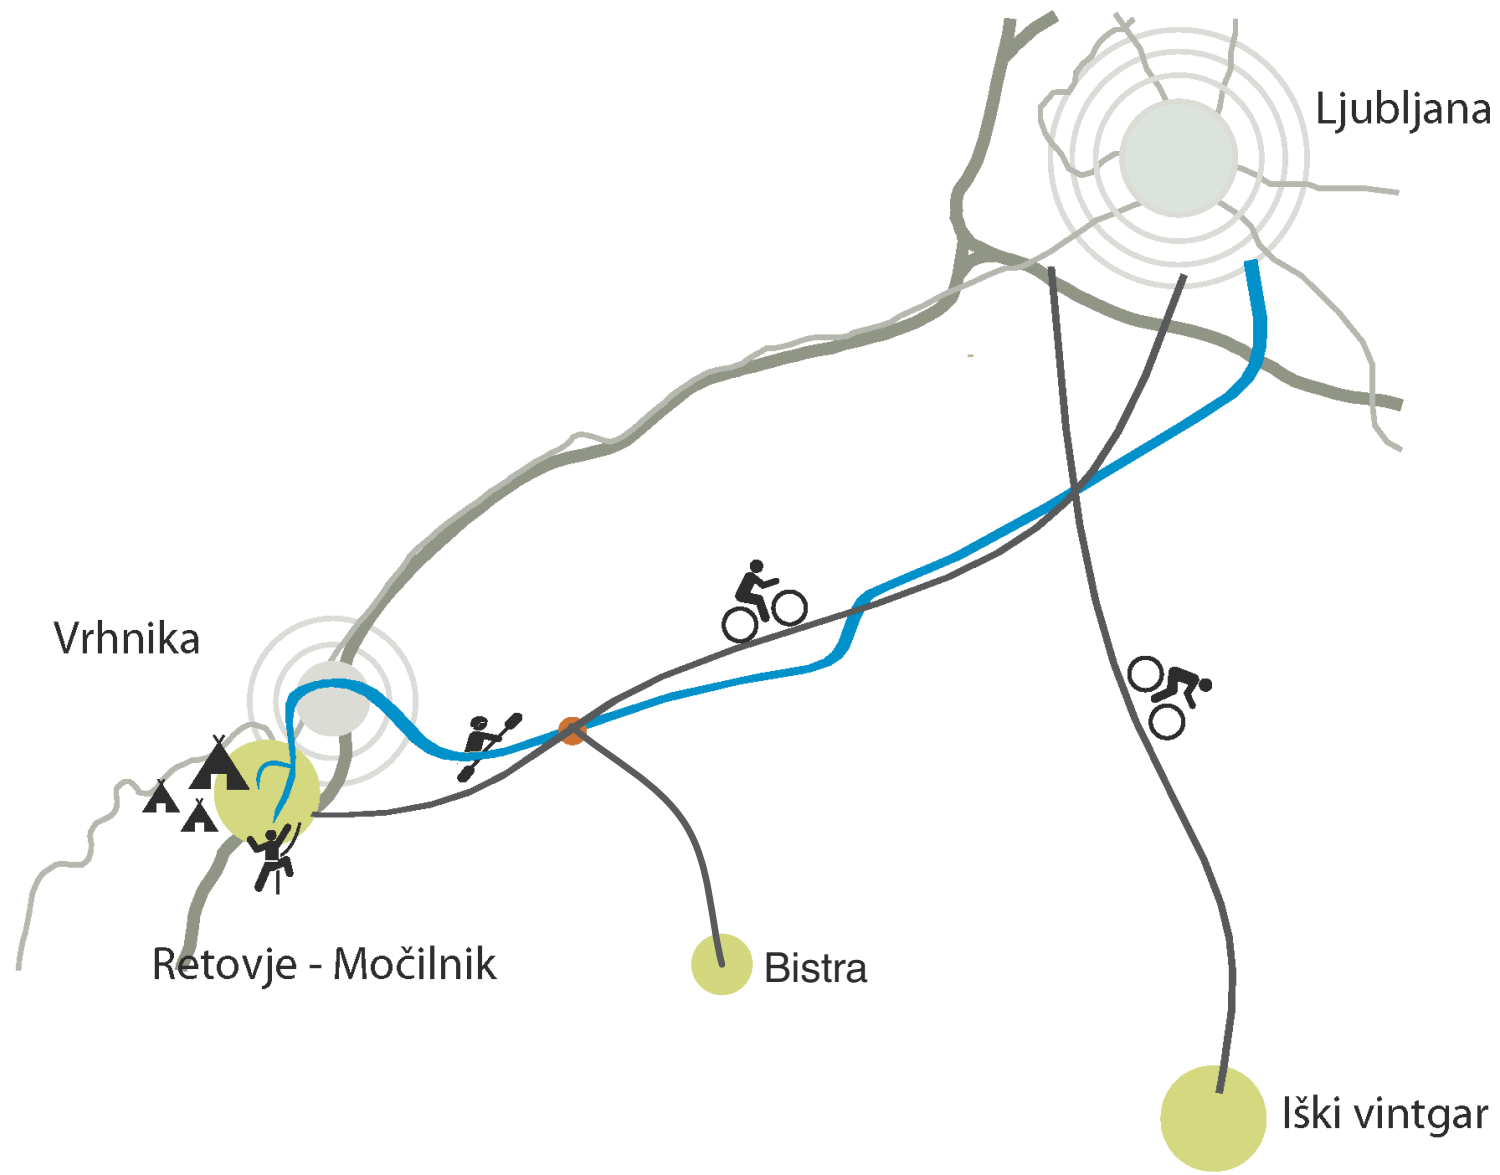 Ljubljana
Vrhnika
Retovje - Močilnik
Bistra
Iški vintgar